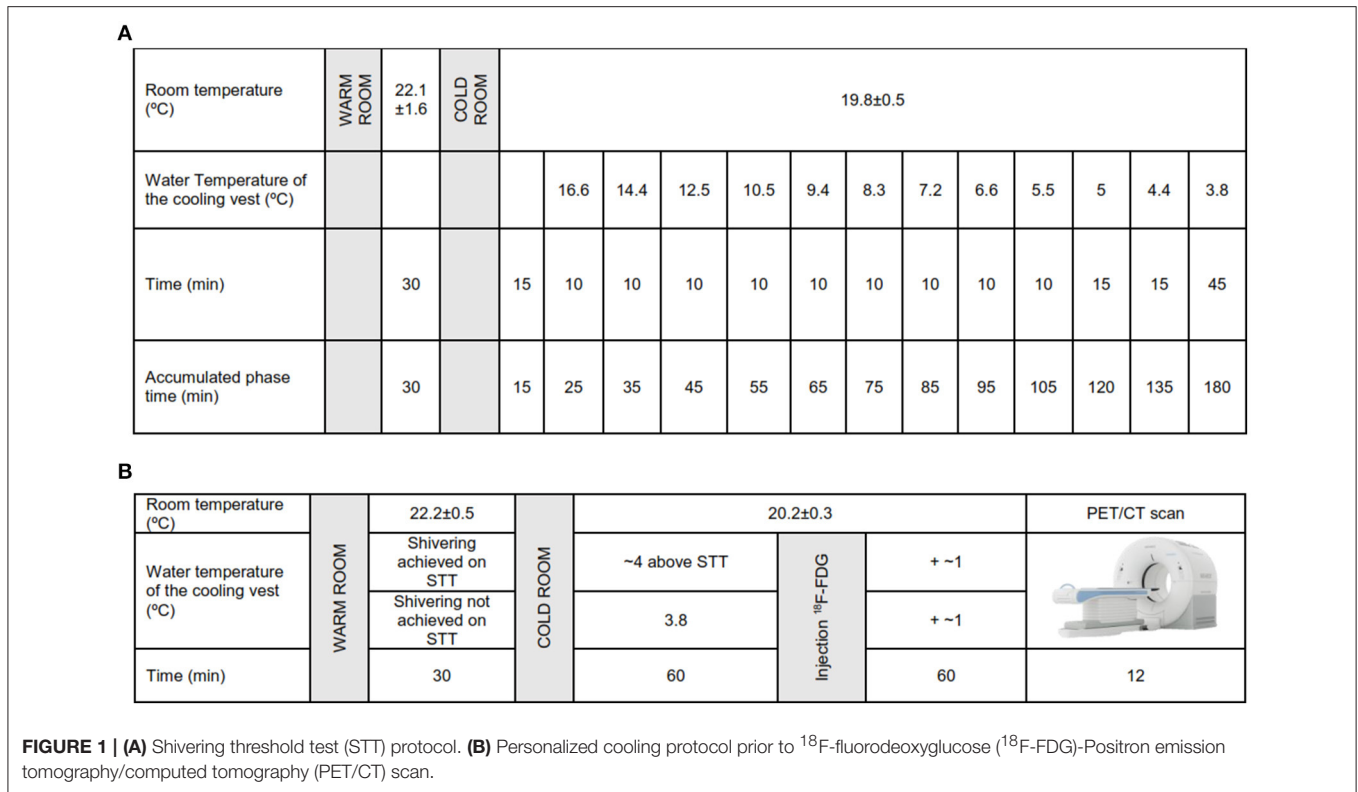 A
Room temperature
(ºC)
WARM
ROOM
22.1
±1.6
COLD
ROOM
19.8±0.5
Water Temperature of
the cooling vest (ºC)
16.6 14.4 12.5 10.5 9.4 8.3 7.2 6.6 5.5 5 4.4 3.8
Time (min) 30 15 10 10 10 10 10 10 10 10 10 15 15 45
Accumulated phase
time (min)
30 15 25 35 45 55 65 75 85 95 105 120 135 180
B
Room temperature
(ºC)
WARM ROOM
22.2±0.5
COLD ROOM
20.2±0.3
PET/CT scan
Water temperature
of the cooling vest
(ºC)
Shivering
achieved on
STT
~4 above STT
Injection ¹⁸F-FDG
+ ~1
Shivering not
achieved on
STT
3.8
+ ~1
Time (min) 30 60 60 12
FIGURE 1 | (A) Shivering threshold test (STT) protocol. (B) Personalized cooling protocol prior to ¹⁸F-fluorodeoxyglucose (¹⁸F-FDG)-Positron emission
tomography/computed tomography (PET/CT) scan.